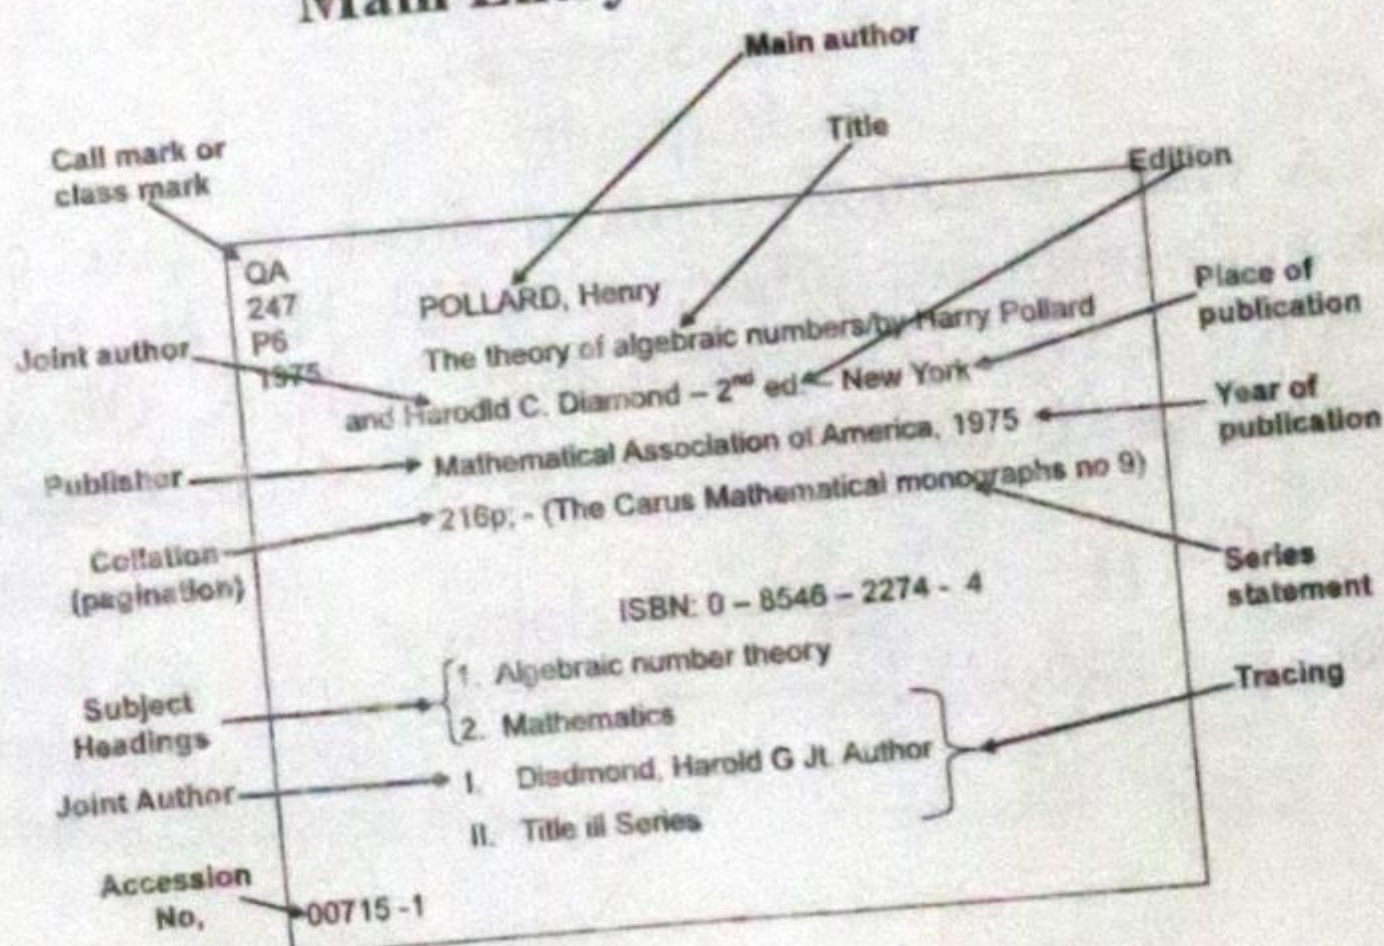 Main Entry
Main author
Title
Call mark or
class mark
Edition
QA
247
P6
1975
POLLARD, Henry
Place of
publication
Joint author
The theory of algebraic numbers/by Harry Pollard
and Harodld C. Diamond – 2nd ed. – New York
Year of
publication
Publisher
Mathematical Association of America, 1975
216p; - (The Carus Mathematical monographs no 9)
Collation
(pagination)
Series
statement
ISBN: 0 – 8546 – 2274 - 4
Subject
Headings
1. Algebraic number theory
2. Mathematics
Tracing
Joint Author
I. Diadmond, Harold G Jt. Author
II. Title iii Series
Accession
No,
00715 -1